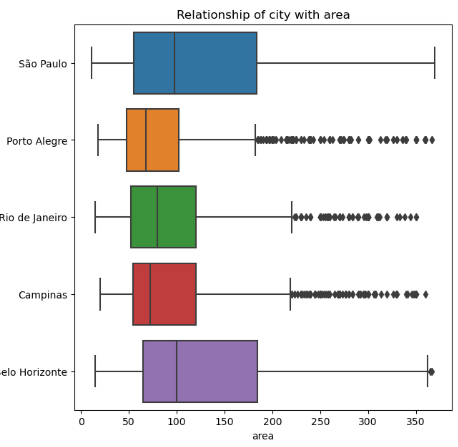 Relationship of city with area
São Paulo
Porto Alegre
Rio de Janeiro
Campinas
elo Horizonte
0 50 100 150 200 250 300 350
area